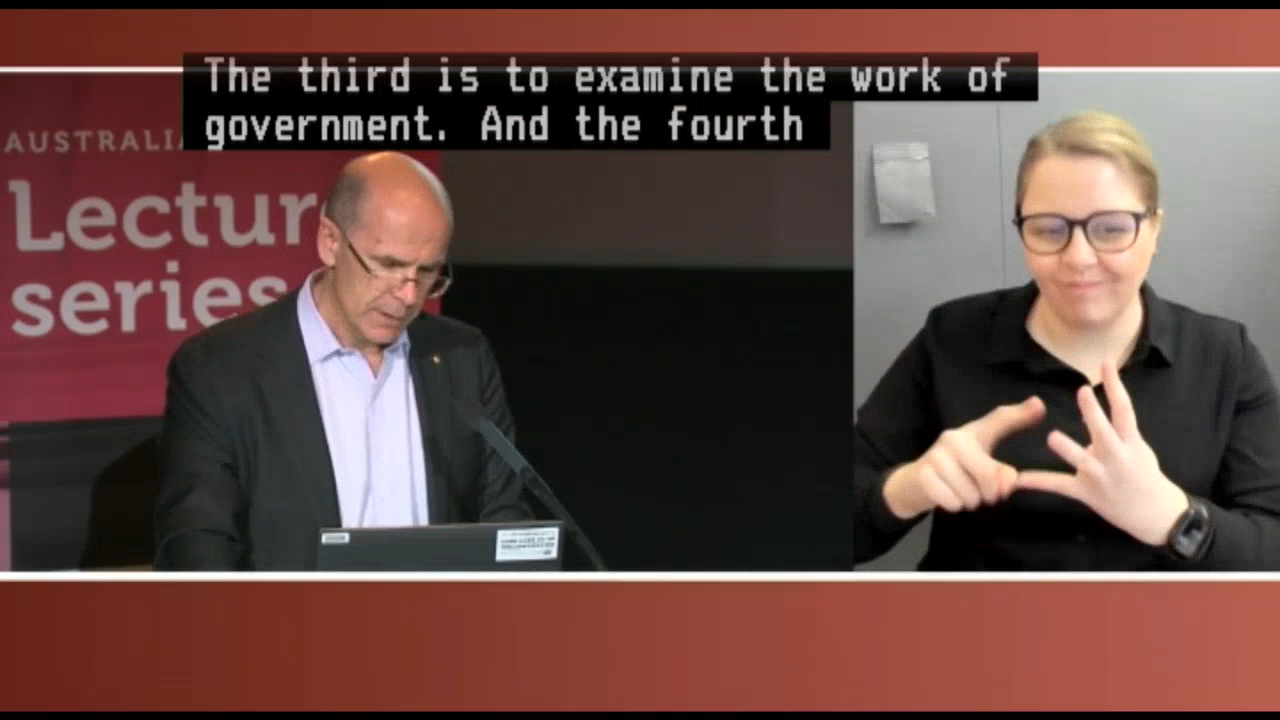 The third is to examine the work of
government. And the fourth
AUSTRALIA
Lectur
series